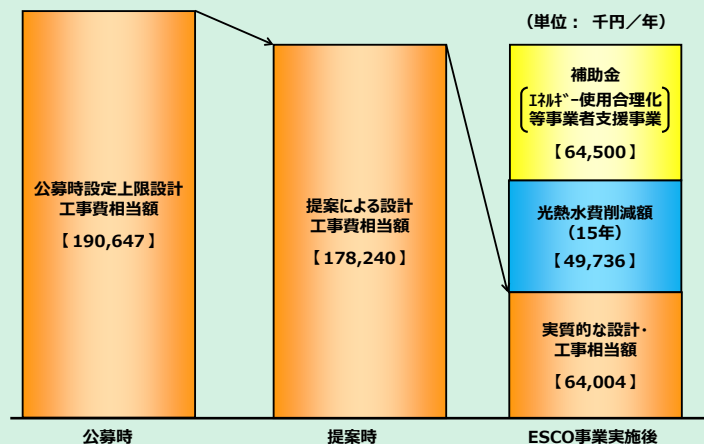 （単位： 千円／年）
公募時設定上限設計
工事費相当額
【190,647】
提案による設計
工事費相当額
【178,240】
補助金
ｴﾈﾙｷﾞｰ使用合理化
等事業者支援事業
【64,500】
光熱水費削減額
（15年）
【49,736】
実質的な設計・
工事相当額
【64,004】
公募時
提案時
ESCO事業実施後